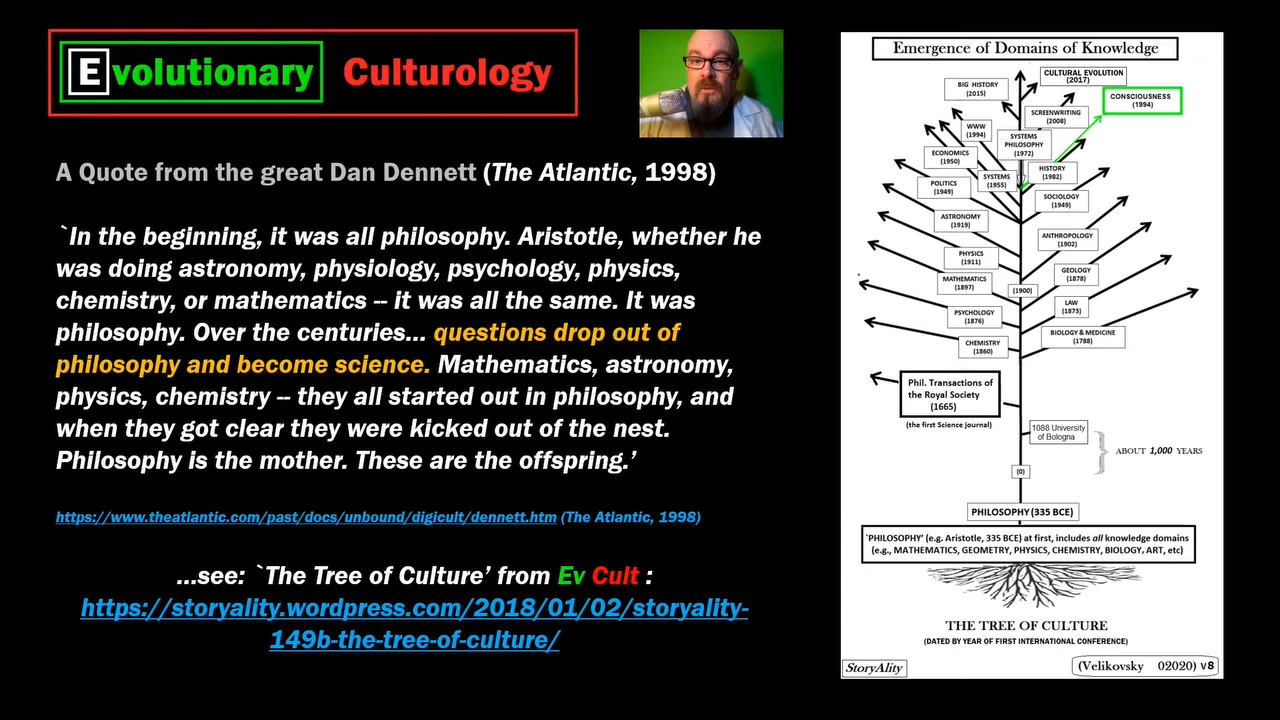 Evolutionary Culturology
A Quote from the great Dan Dennett (The Atlantic, 1998)
`In the beginning, it was all philosophy. Aristotle, whether he
was doing astronomy, physiology, psychology, physics,
chemistry, or mathematics -- it was all the same. It was
philosophy. Over the centuries... questions drop out of
philosophy and become science. Mathematics, astronomy,
physics, chemistry -- they all started out in philosophy, and
when they got clear they were kicked out of the nest.
Philosophy is the mother. These are the offspring.’
https://www.theatlantic.com/past/docs/unbound/digicult/dennett.htm (The Atlantic, 1998)
...see: `The Tree of Culture’ from Ev Cult :
https://storyality.wordpress.com/2018/01/02/storyality-
149b-the-tree-of-culture/
Emergence of Domains of Knowledge
CULTURAL EVOLUTION
(2017)
BIG HISTORY
(2015)
CONSCIOUSNESS
(1994)
SCREENWRITING
(2008)
WWW
(1994)
SYSTEMS
PHILOSOPHY
(1972)
ECONOMICS
(1950)
HISTORY
(1982)
SYSTEMS
(1955)
POLITICS
(1949)
SOCIOLOGY
(1949)
ASTRONOMY
(1919)
ANTHROPOLOGY
(1902)
PHYSICS
(1911)
GEOLOGY
(1878)
MATHEMATICS
(1897)
(1900)
LAW
(1873)
PSYCHOLOGY
(1876)
BIOLOGY & MEDICINE
(1788)
CHEMISTRY
(1860)
Phil. Transactions of
the Royal Society
(1665)
(the first Science journal)
1088 University
of Bologna
ABOUT 1,000 YEARS
(0)
PHILOSOPHY (335 BCE)
`PHILOSOPHY’ (e.g. Aristotle, 335 BCE) at first, includes all knowledge domains
(e.g., MATHEMATICS, GEOMETRY, PHYSICS, CHEMISTRY, BIOLOGY, ART, etc)
THE TREE OF CULTURE
(DATED BY YEAR OF FIRST INTERNATIONAL CONFERENCE)
StoryAlity
(Velikovsky 02020) v8